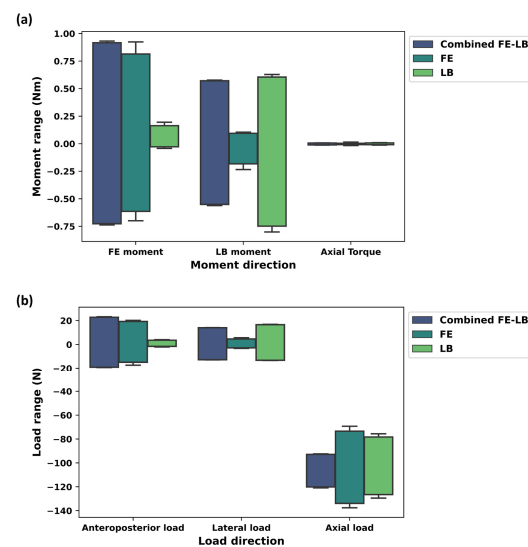 (a)
1.00
0.75
0.50
0.25
0.00
−0.25
−0.50
−0.75
Moment range (Nm)
FE moment
LB moment
Axial Torque
Moment direction
Combined FE-LB
FE
LB
(b)
20
0
−20
−40
−60
−80
−100
−120
−140
Load range (N)
Anteroposterior load
Lateral load
Axial load
Load direction
Combined FE-LB
FE
LB